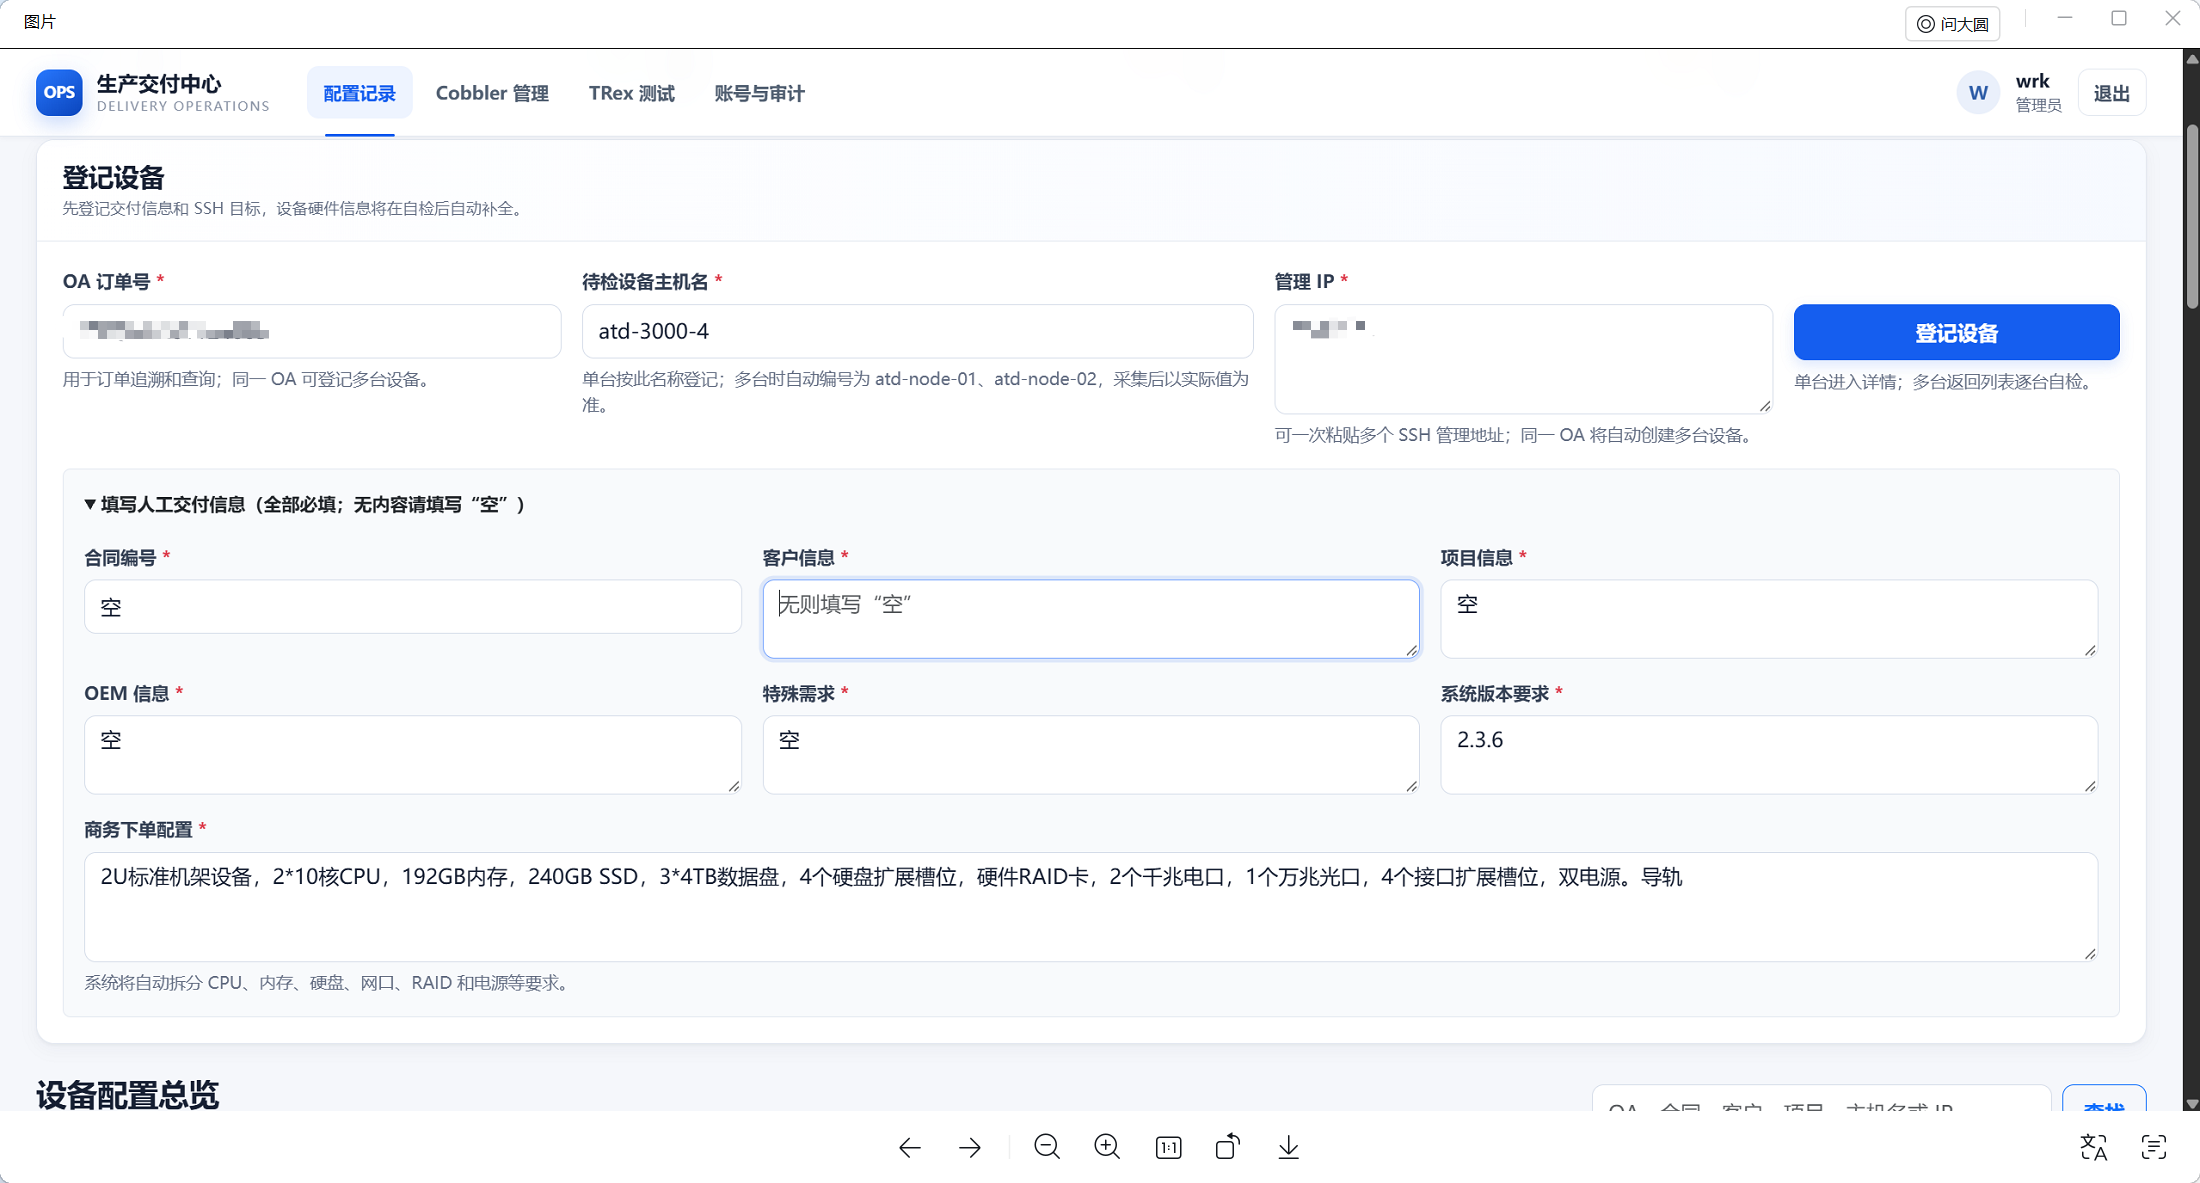 图片
问大圆
OPS
生产交付中心
DELIVERY OPERATIONS
配置记录
Cobbler 管理
TRex 测试
账号与审计
W
wrk
管理员
退出
登记设备
先登记交付信息和 SSH 目标，设备硬件信息将在自检后自动补全。
OA 订单号 *
用于订单追溯和查询；同一 OA 可登记多台设备。
待检设备主机名 *
atd-3000-4
单台按此名称登记；多台时自动编号为 atd-node-01、atd-node-02，采集后以实际值为
准。
管理 IP *
可一次粘贴多个 SSH 管理地址；同一 OA 将自动创建多台设备。
登记设备
单台进入详情；多台返回列表逐台自检。
▼ 填写人工交付信息（全部必填；无内容请填写“空”）
合同编号 *
空
客户信息 *
无则填写“空”
项目信息 *
空
OEM 信息 *
空
特殊需求 *
空
系统版本要求 *
2.3.6
商务下单配置 *
2U标准机架设备，2*10核CPU，192GB内存，240GB SSD，3*4TB数据盘，4个硬盘扩展槽位，硬件RAID卡，2个千兆电口，1个万兆光口，4个接口扩展槽位，双电源。导轨
系统将自动拆分 CPU、内存、硬盘、网口、RAID 和电源等要求。
设备配置总览
OA、合同、客户、项目、主机名或 IP
查找
1:1